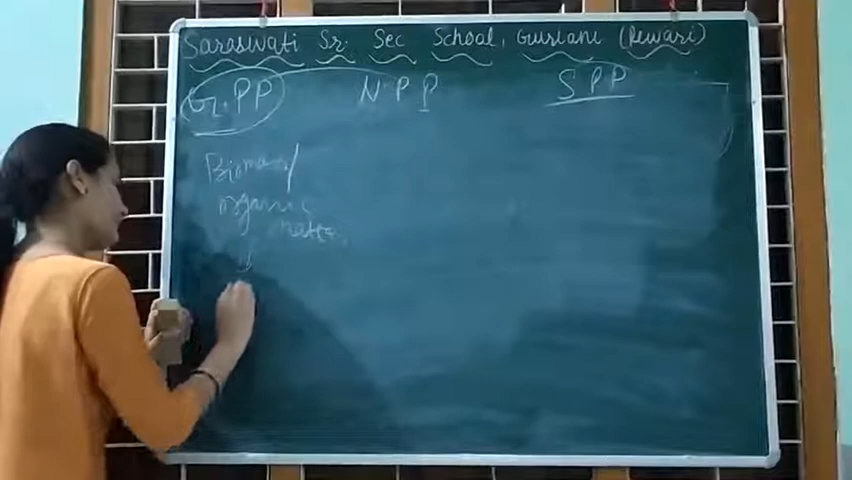 Saraswati Sr. Sec School, Gurlani (Rewari)
G.PP NPP SPP
Biomass/
organic
matter